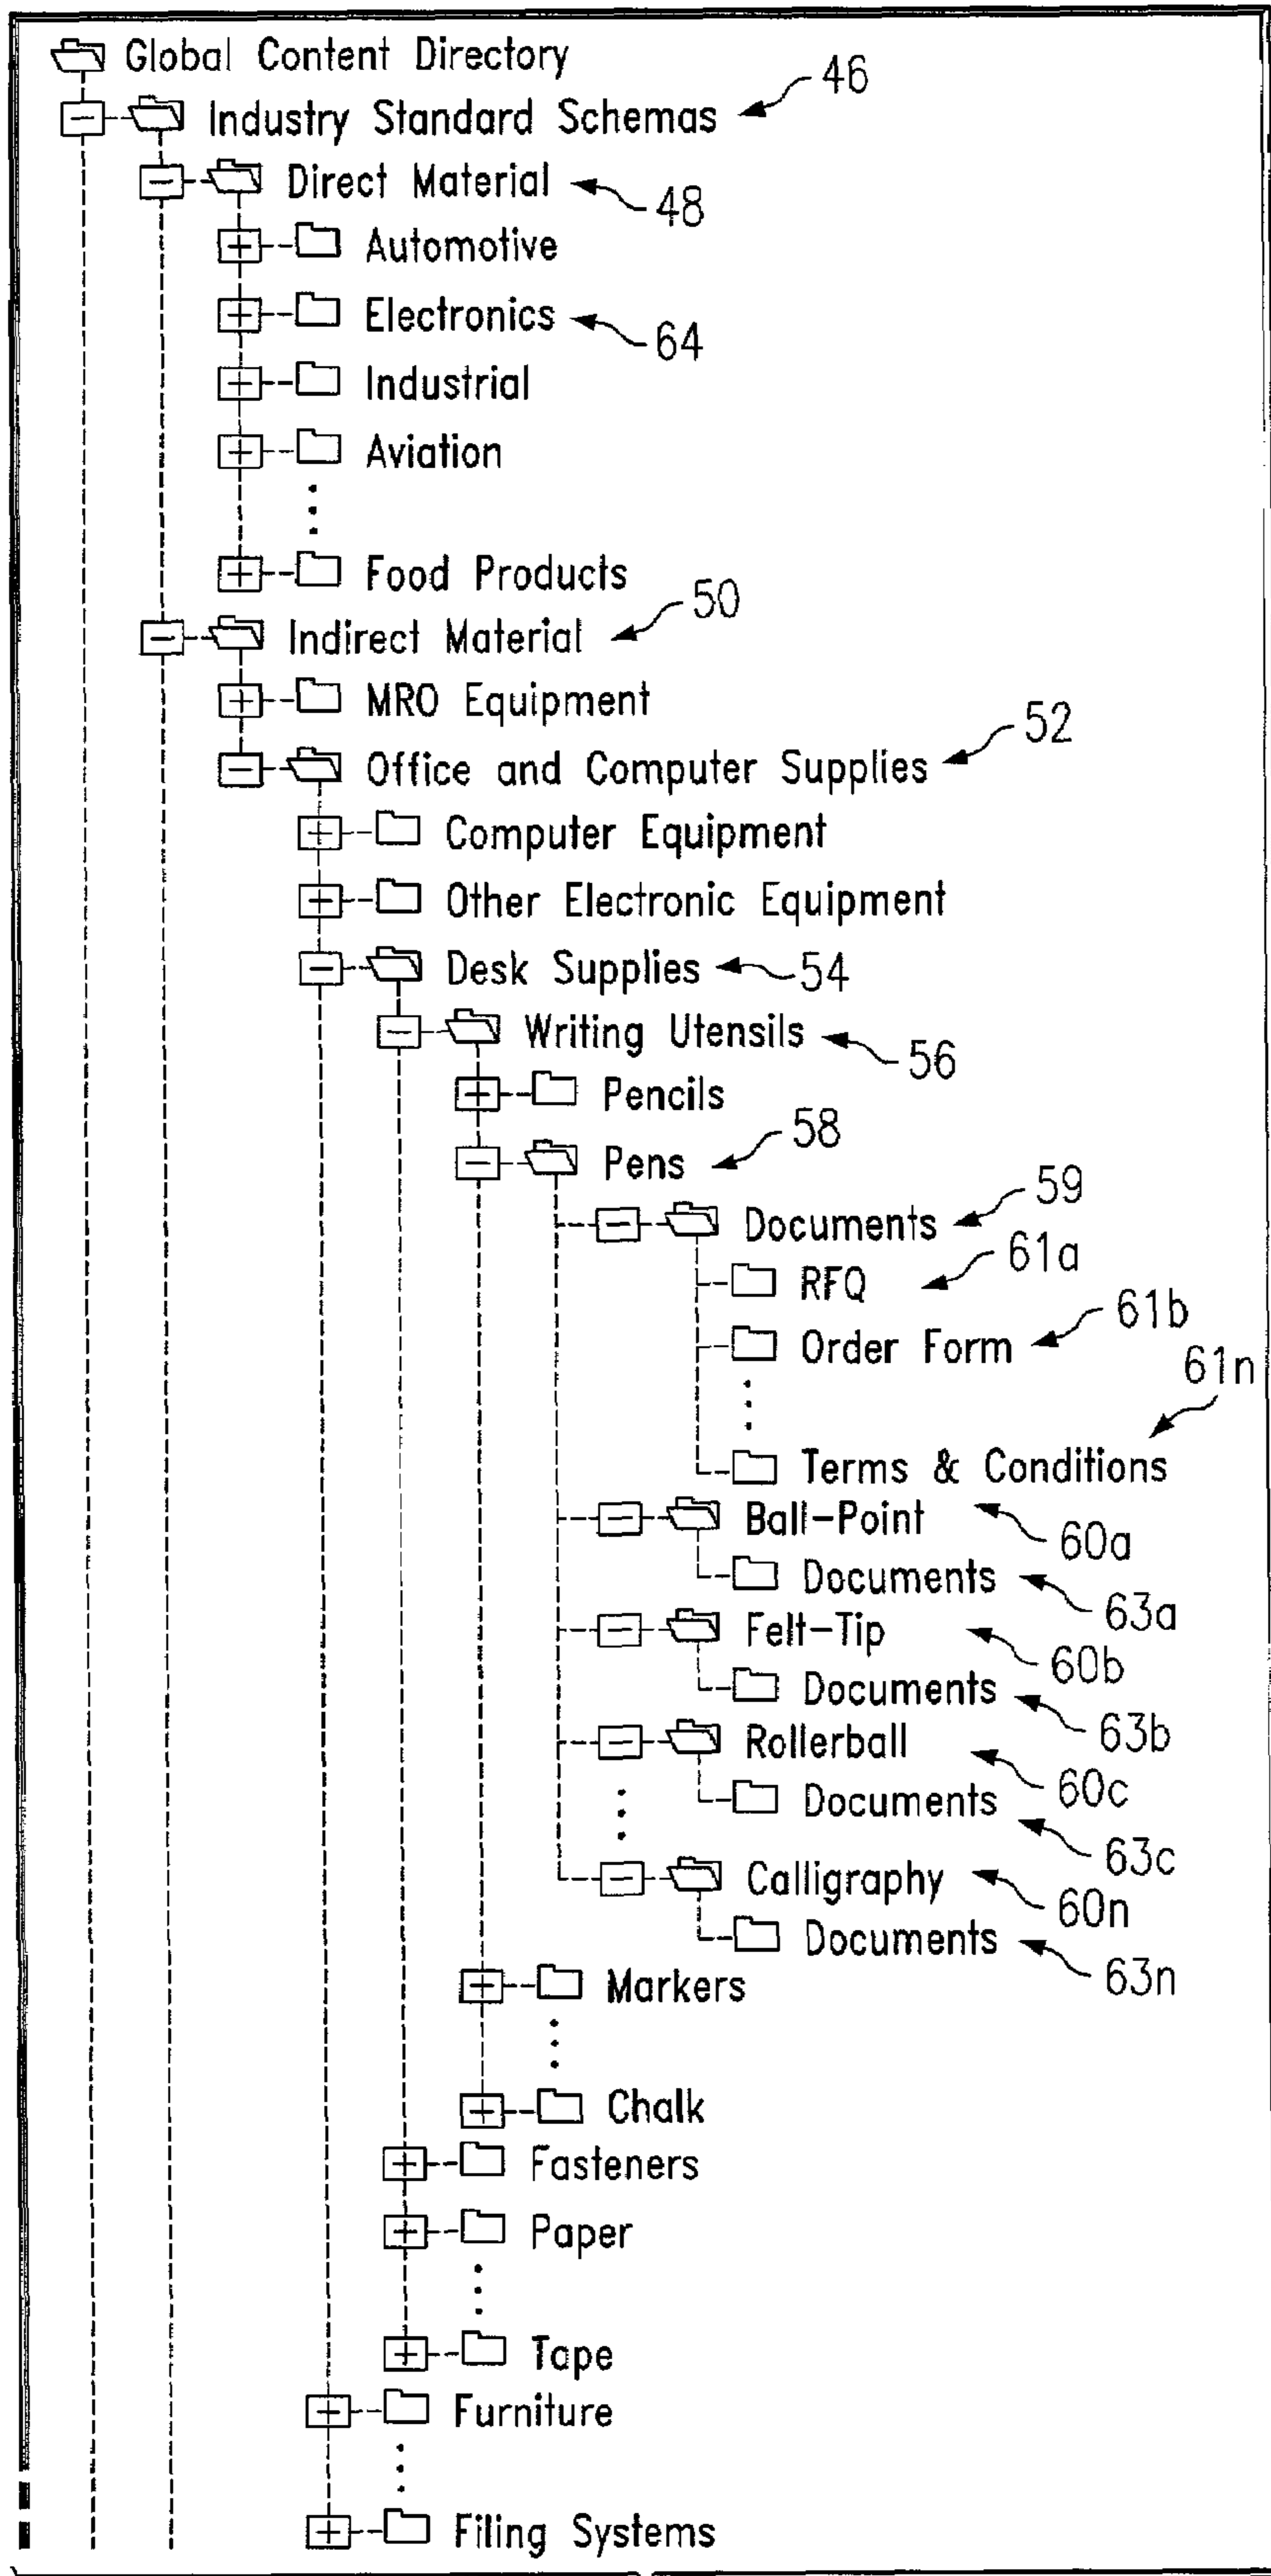 Global Content Directory
Industry Standard Schemas 46
Direct Material 48
Automotive
Electronics 64
Industrial
Aviation
Food Products
Indirect Material 50
MRO Equipment
Office and Computer Supplies 52
Computer Equipment
Other Electronic Equipment
Desk Supplies 54
Writing Utensils 56
Pencils
Pens 58
Documents 59
RFQ 61a
Order Form 61b
Terms & Conditions 61n
Ball-Point 60a
Documents 63a
Felt-Tip 60b
Documents 63b
Rollerball 60c
Documents 63c
Calligraphy 60n
Documents 63n
Markers
Chalk
Fasteners
Paper
Tape
Furniture
Filing Systems